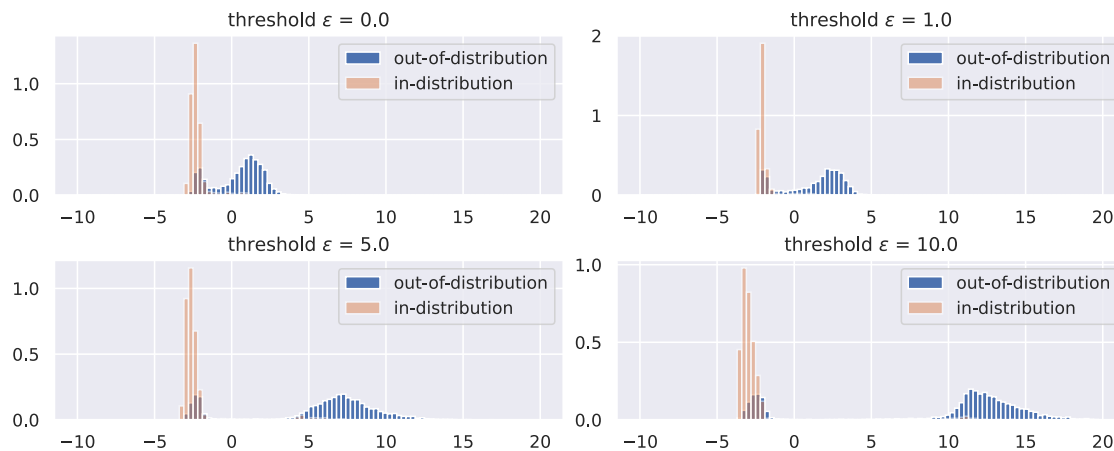 threshold ε = 0.0
1.0
0.5
0.0
out-of-distribution
in-distribution
−10 −5 0 5 10 15 20
threshold ε = 1.0
2
1
0
out-of-distribution
in-distribution
−10 −5 0 5 10 15 20
threshold ε = 5.0
1.0
0.5
0.0
out-of-distribution
in-distribution
−10 −5 0 5 10 15 20
threshold ε = 10.0
1.0
0.5
0.0
out-of-distribution
in-distribution
−10 −5 0 5 10 15 20